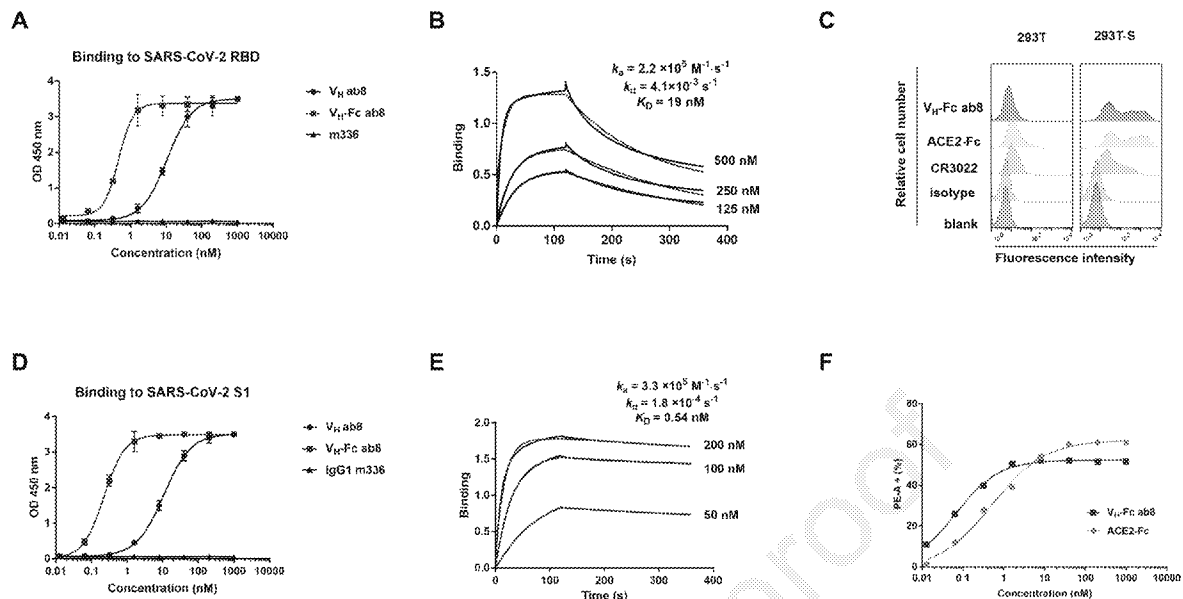 A
Binding to SARS-CoV-2 RBD
OD 450 nm
4
3
2
1
0
0.01 0.1 1 10 100 1000 10000
Concentration (nM)
VH ab8
VH-Fc ab8
m336
B
Binding
1.5
1.0
0.5
0.0
0 100 200 300 400
Time (s)
= 2.2 ×10⁵ M⁻¹·s⁻¹
= 4.1×10⁻³ s⁻¹
KD = 19 nM
500 nM
250 nM
125 nM
C
293T 293T-S
Relative cell number
VH-Fc ab8
ACE2-Fc
CR3022
isotype
blank
Fluorescence intensity
D
Binding to SARS-CoV-2 S1
OD 450 nm
4
3
2
1
0
0.01 0.1 1 10 100 1000 10000
Concentration (nM)
VH ab8
VH-Fc ab8
IgG1 m336
E
Binding
2.0
1.5
1.0
0.5
0.0
0 100 200 300 400
Time (s)
= 3.3 ×10⁵ M⁻¹·s⁻¹
= 1.8 ×10⁻⁴ s⁻¹
KD = 0.54 nM
200 nM
100 nM
50 nM
F
PE-A + (%)
80
60
40
20
0
0.01 0.1 1 10 100 1000 10000
Concentration (nM)
VH-Fc ab8
ACE2-Fc
proof